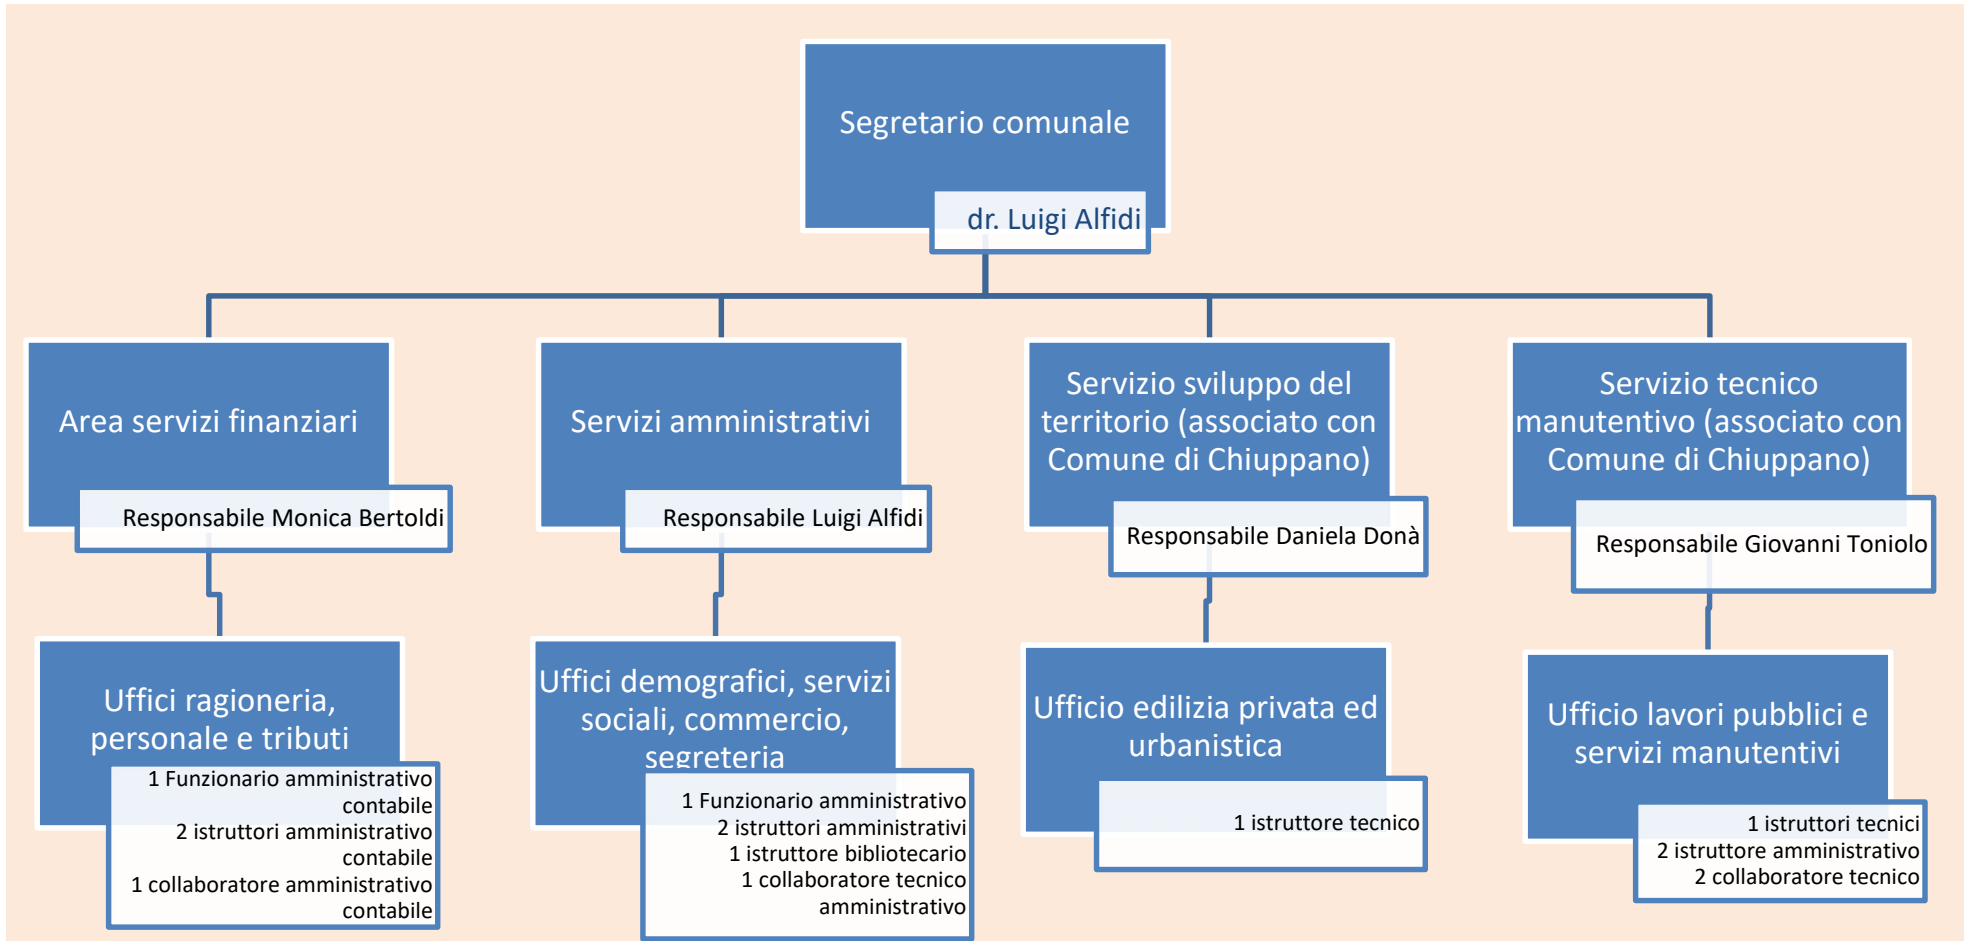 Segretario comunale
dr. Luigi Alfidi
Area servizi finanziari
Responsabile Monica Bertoldi
Servizi amministrativi
Responsabile Luigi Alfidi
Servizio sviluppo del
territorio (associato con
Comune di Chiuppano)
Responsabile Daniela Donà
Servizio tecnico
manutentivo (associato con
Comune di Chiuppano)
Responsabile Giovanni Toniolo
Uffici ragioneria,
personale e tributi
1 Funzionario amministrativo
contabile
2 istruttori amministrativo
contabile
1 collaboratore amministrativo
contabile
Uffici demografici, servizi
sociali, commercio,
segreteria
1 Funzionario amministrativo
2 istruttori amministrativi
1 istruttore bibliotecario
1 collaboratore tecnico
amministrativo
Ufficio edilizia privata ed
urbanistica
1 istruttore tecnico
Ufficio lavori pubblici e
servizi manutentivi
1 istruttori tecnici
2 istruttore amministrativo
2 collaboratore tecnico